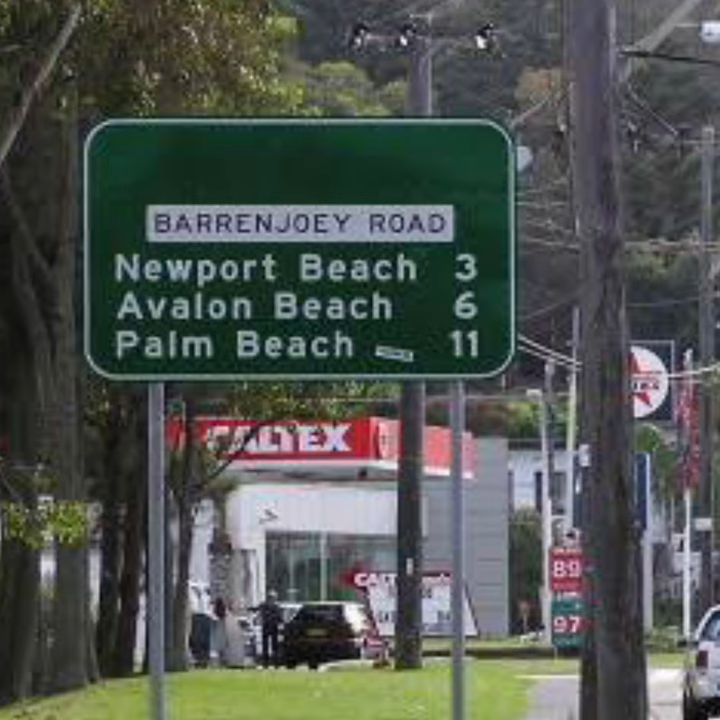 BARRENJOEY ROAD
Newport Beach 3
Avalon Beach 6
Palm Beach 11
CALTEX
89
97